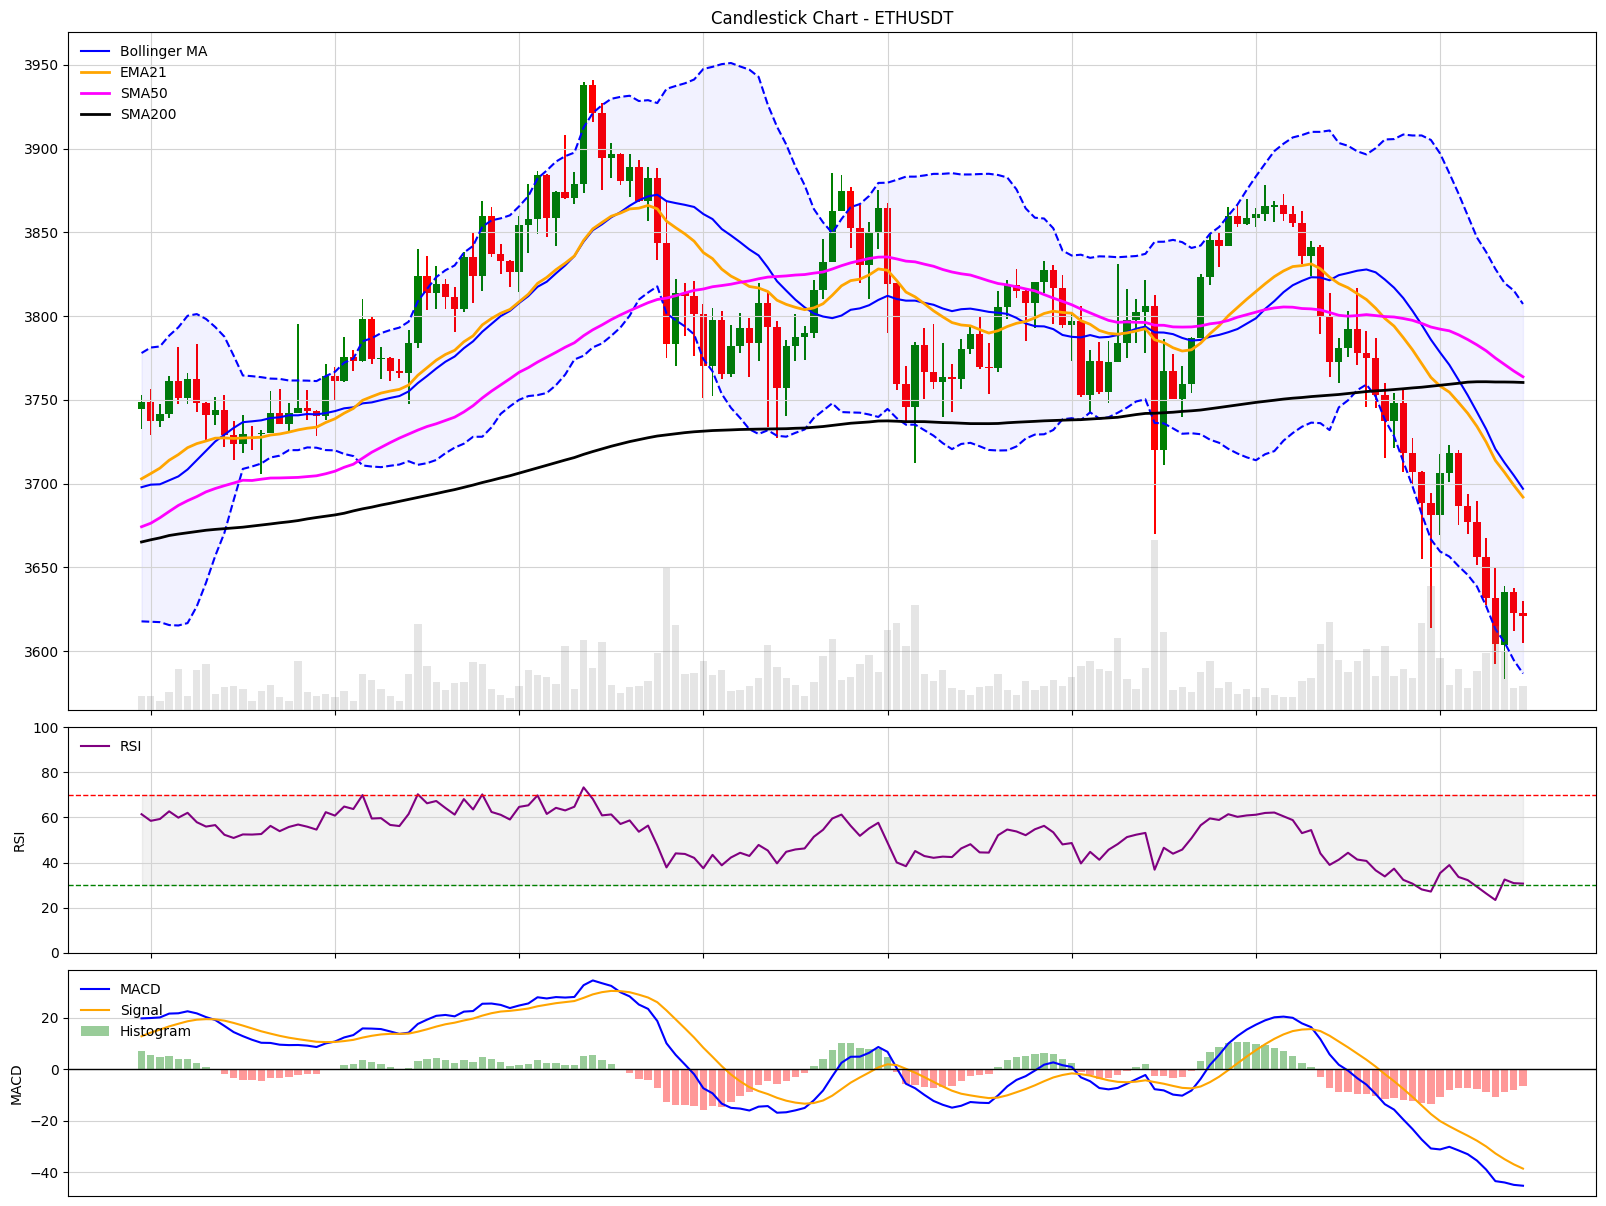 Candlestick Chart - ETHUSDT
Bollinger MA
EMA21
SMA50
SMA200
3950
3900
3850
3800
3750
3700
3650
3600
RSI
100
80
60
40
20
0
RSI
MACD
Signal
Histogram
20
0
−20
−40
MACD